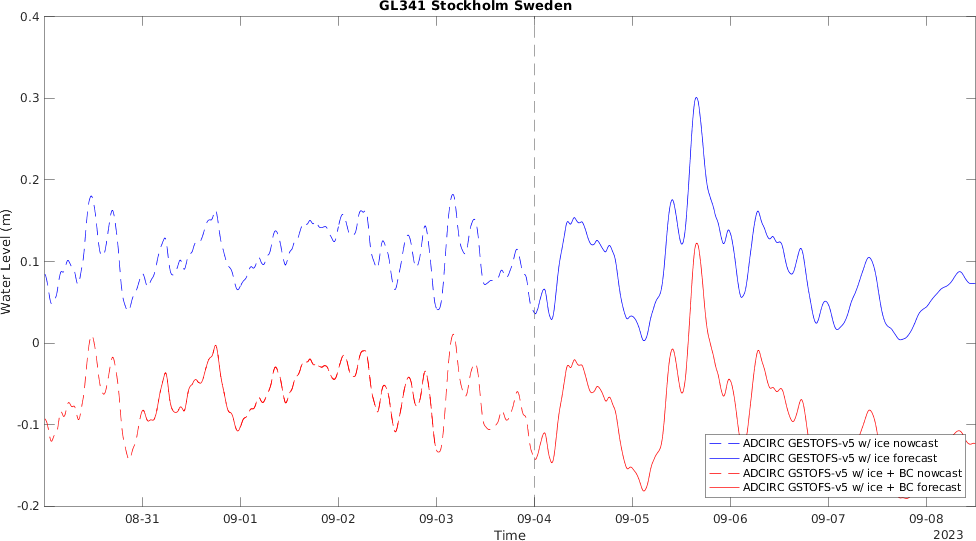 GL341 Stockholm Sweden
0.4
0.3
0.2
0.1
0
-0.1
-0.2
Water Level (m)
08-31
09-01
09-02
09-03
09-04
09-05
09-06
09-07
09-08
Time
2023
ADCIRC GESTOFS-v5 w/ ice nowcast
ADCIRC GESTOFS-v5 w/ ice forecast
ADCIRC GSTOFS-v5 w/ ice + BC nowcast
ADCIRC GSTOFS-v5 w/ ice + BC forecast